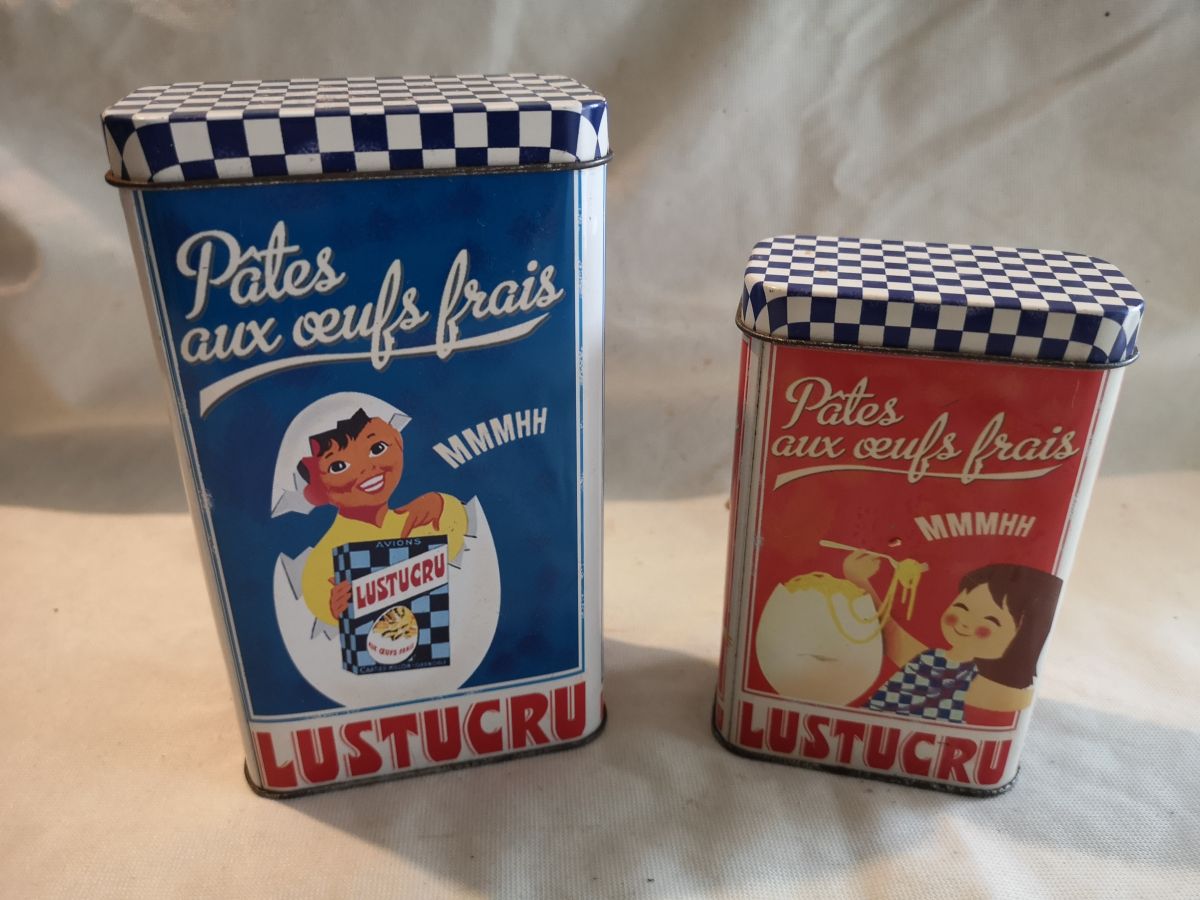 Pâtes
aux œufs frais
MMMHH
AVIONS
LUSTUCRU
AUX ŒUFS FRAIS
LUSTUCRU
Pâtes
aux œufs frais
MMMHH
LUSTUCRU